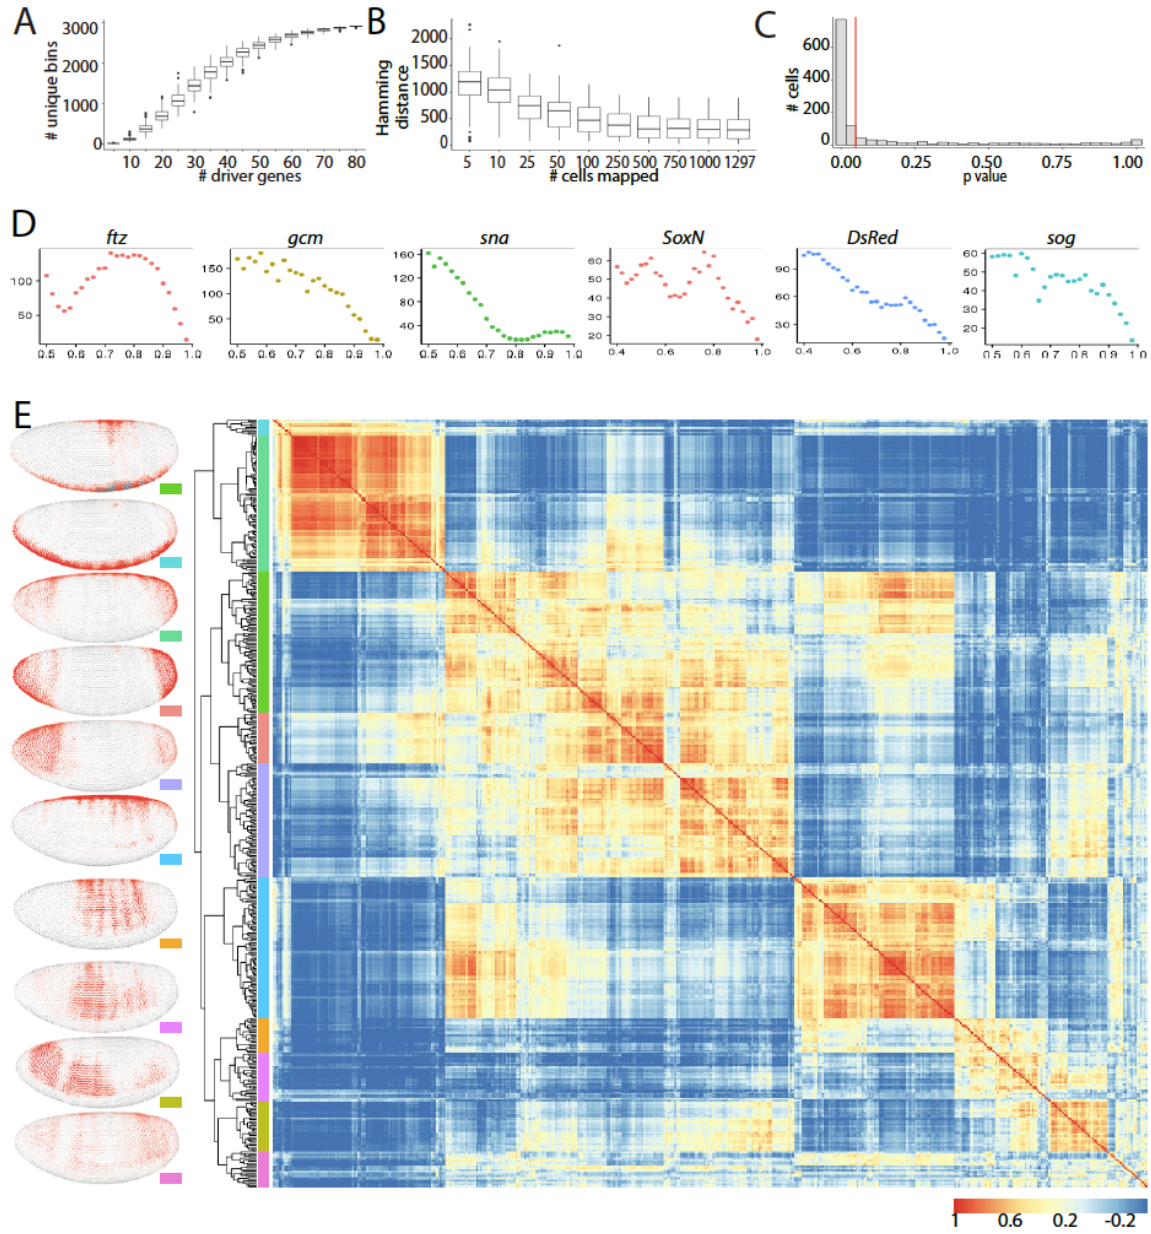 A
B
C
# unique bins
3000
2000
1000
0
10 20 30 40 50 60 70 80
# driver genes
Hamming
distance
2000
1500
1000
500
0
5 10 25 50 100 250 500 750 1000 1297
# cells mapped
# cells
600
400
200
0
0.00 0.25 0.50 0.75 1.00
p value
D
ftz gcm sna SoxN DsRed sog
100
50
0.5 0.6 0.7 0.8 0.9 1.0
150
100
50
0.5 0.6 0.7 0.8 0.9 1.0
160
120
80
40
0.5 0.6 0.7 0.8 0.9 1.0
60
50
40
30
20
0.4 0.6 0.8 1.0
90
60
30
0.4 0.6 0.8 1.0
60
50
40
20
0.5 0.6 0.7 0.8 0.9 1.0
E
1 0.6 0.2 -0.2